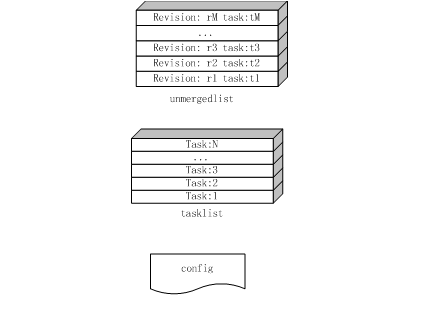 Revision: rM task:tM
...
Revision: r3 task:t3
Revision: r2 task:t2
Revision: r1 task:t1
unmergedlist
Task:N
...
Task:3
Task:2
Task:1
tasklist
config